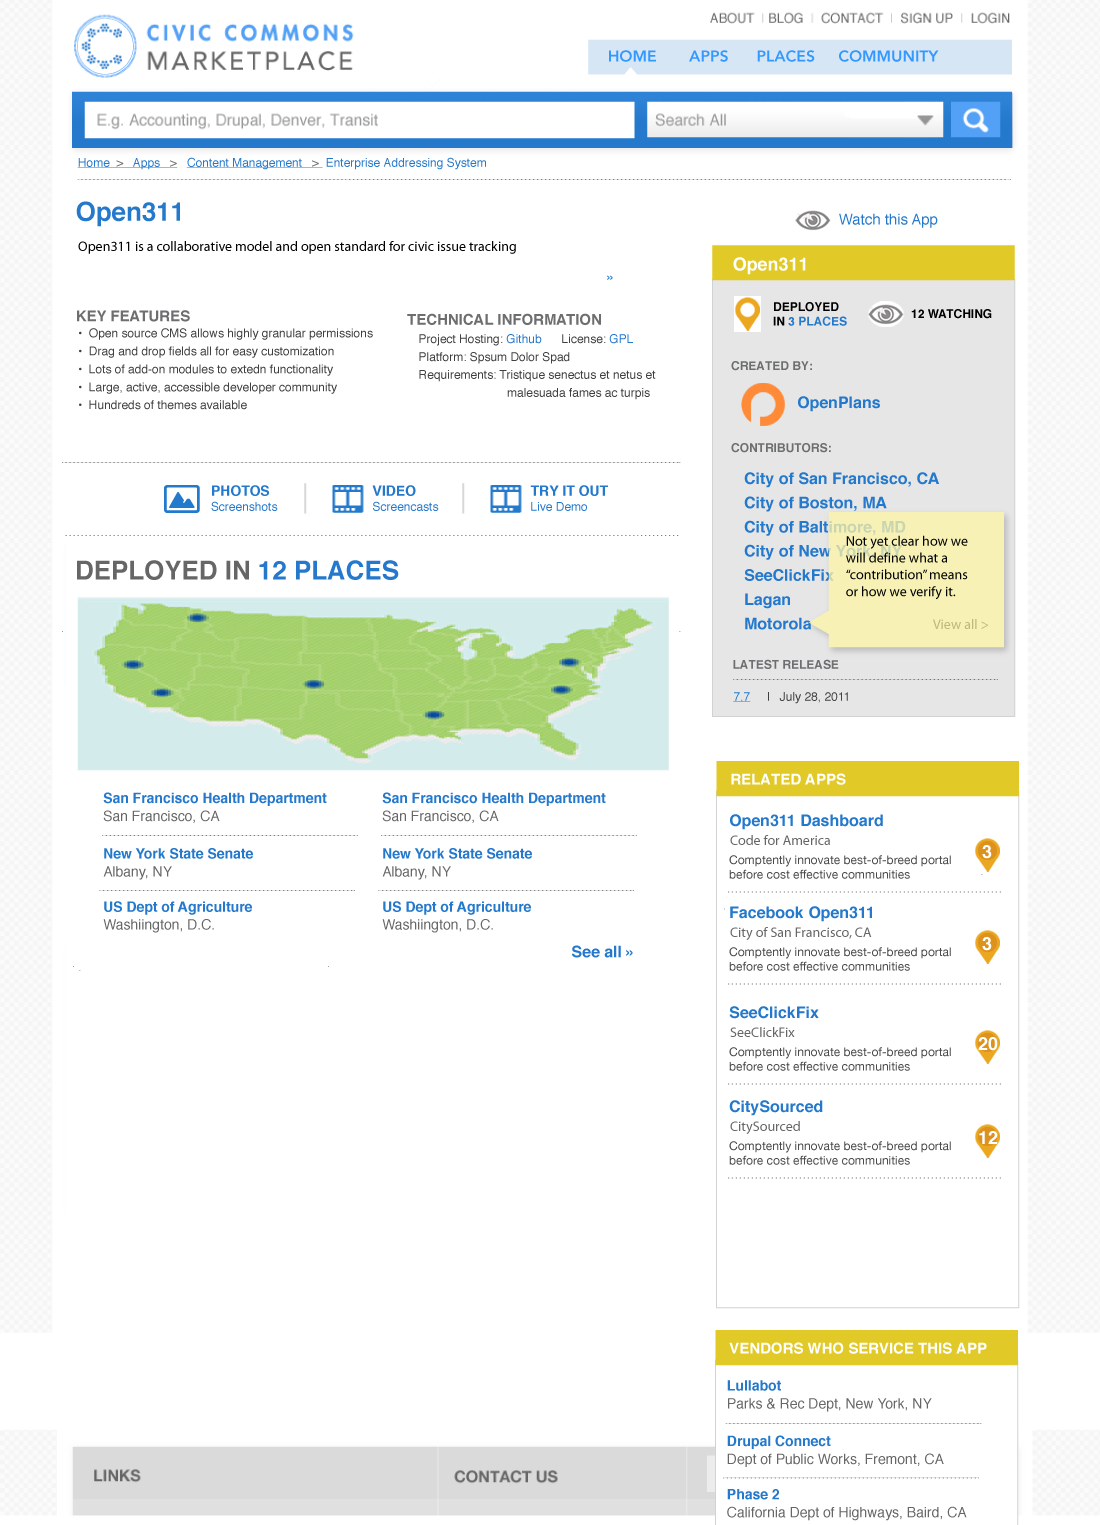 CIVIC COMMONS
MARKETPLACE
ABOUT | BLOG | CONTACT | SIGN UP | LOGIN
HOME APPS PLACES COMMUNITY
E.g. Accounting, Drupal, Denver, Transit
Search All
Home > Apps > Content Management > Enterprise Addressing System
Open311
Open311 is a collaborative model and open standard for civic issue tracking
»
KEY FEATURES
• Open source CMS allows highly granular permissions
• Drag and drop fields all for easy customization
• Lots of add-on modules to extedn functionality
• Large, active, accessible developer community
• Hundreds of themes available
TECHNICAL INFORMATION
Project Hosting: Github License: GPL
Platform: Spsum Dolor Spad
Requirements: Tristique senectus et netus et
malesuada fames ac turpis
PHOTOS
Screenshots
VIDEO
Screencasts
TRY IT OUT
Live Demo
DEPLOYED IN 12 PLACES
San Francisco Health Department
San Francisco, CA
New York State Senate
Albany, NY
US Dept of Agriculture
Washiington, D.C.
San Francisco Health Department
San Francisco, CA
New York State Senate
Albany, NY
US Dept of Agriculture
Washiington, D.C.
See all »
Watch this App
Open311
DEPLOYED
IN 3 PLACES
12 WATCHING
CREATED BY:
OpenPlans
CONTRIBUTORS:
City of San Francisco, CA
City of Boston, MA
City of Baltimore, MD
City of New York, NY
SeeClickFix
Lagan
Motorola
Not yet clear how we
will define what a
“contribution” means
or how we verify it.
View all >
LATEST RELEASE
7.7 | July 28, 2011
RELATED APPS
Open311 Dashboard
Code for America
Comptently innovate best-of-breed portal
before cost effective communities
3
Facebook Open311
City of San Francisco, CA
Comptently innovate best-of-breed portal
before cost effective communities
3
SeeClickFix
SeeClickFix
Comptently innovate best-of-breed portal
before cost effective communities
20
CitySourced
CitySourced
Comptently innovate best-of-breed portal
before cost effective communities
12
VENDORS WHO SERVICE THIS APP
Lullabot
Parks & Rec Dept, New York, NY
Drupal Connect
Dept of Public Works, Fremont, CA
Phase 2
California Dept of Highways, Baird, CA
LINKS
CONTACT US